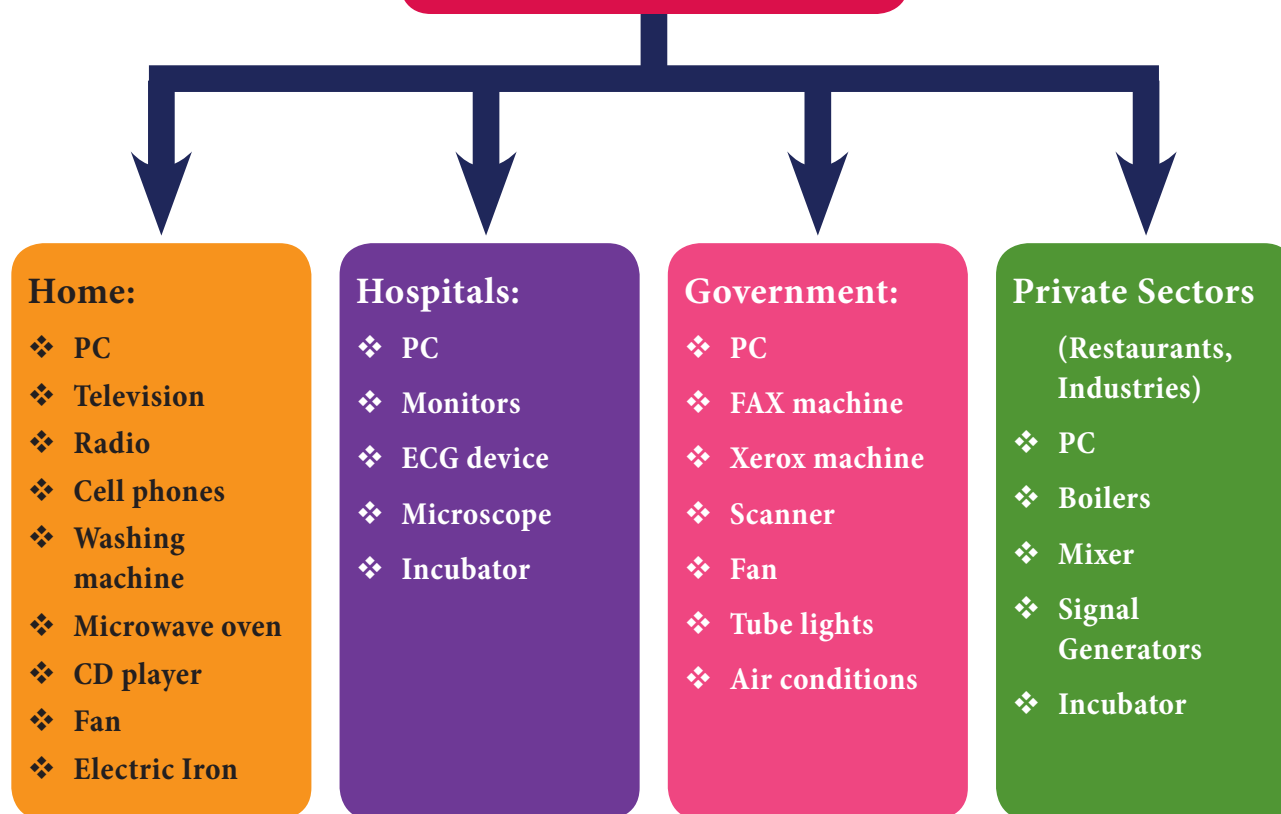 Home:
❖ PC
❖ Television
❖ Radio
❖ Cell phones
❖ Washing
machine
❖ Microwave oven
❖ CD player
❖ Fan
❖ Electric Iron
Hospitals:
❖ PC
❖ Monitors
❖ ECG device
❖ Microscope
❖ Incubator
Government:
❖ PC
❖ FAX machine
❖ Xerox machine
❖ Scanner
❖ Fan
❖ Tube lights
❖ Air conditions
Private Sectors
(Restaurants,
Industries)
❖ PC
❖ Boilers
❖ Mixer
❖ Signal
Generators
❖ Incubator